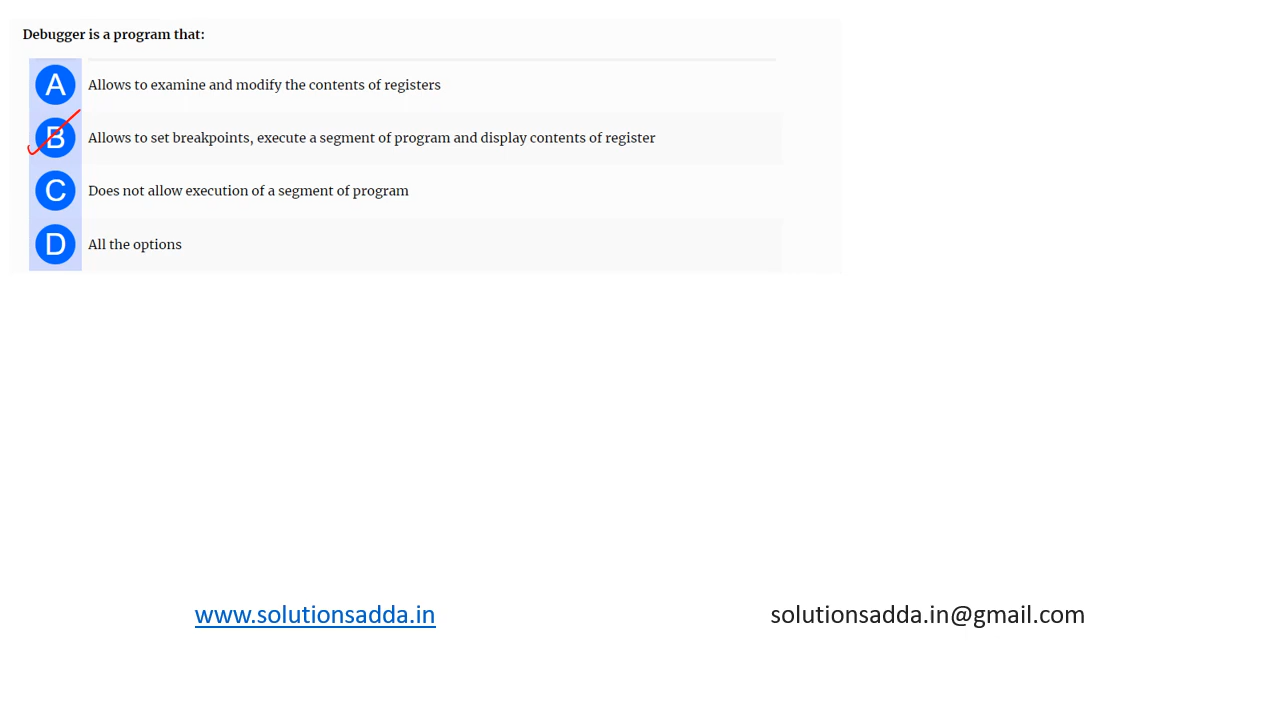 Debugger is a program that:
A Allows to examine and modify the contents of registers
B Allows to set breakpoints, execute a segment of program and display contents of register
C Does not allow execution of a segment of program
D All the options
www.solutionsadda.in solutionsadda.in@gmail.com